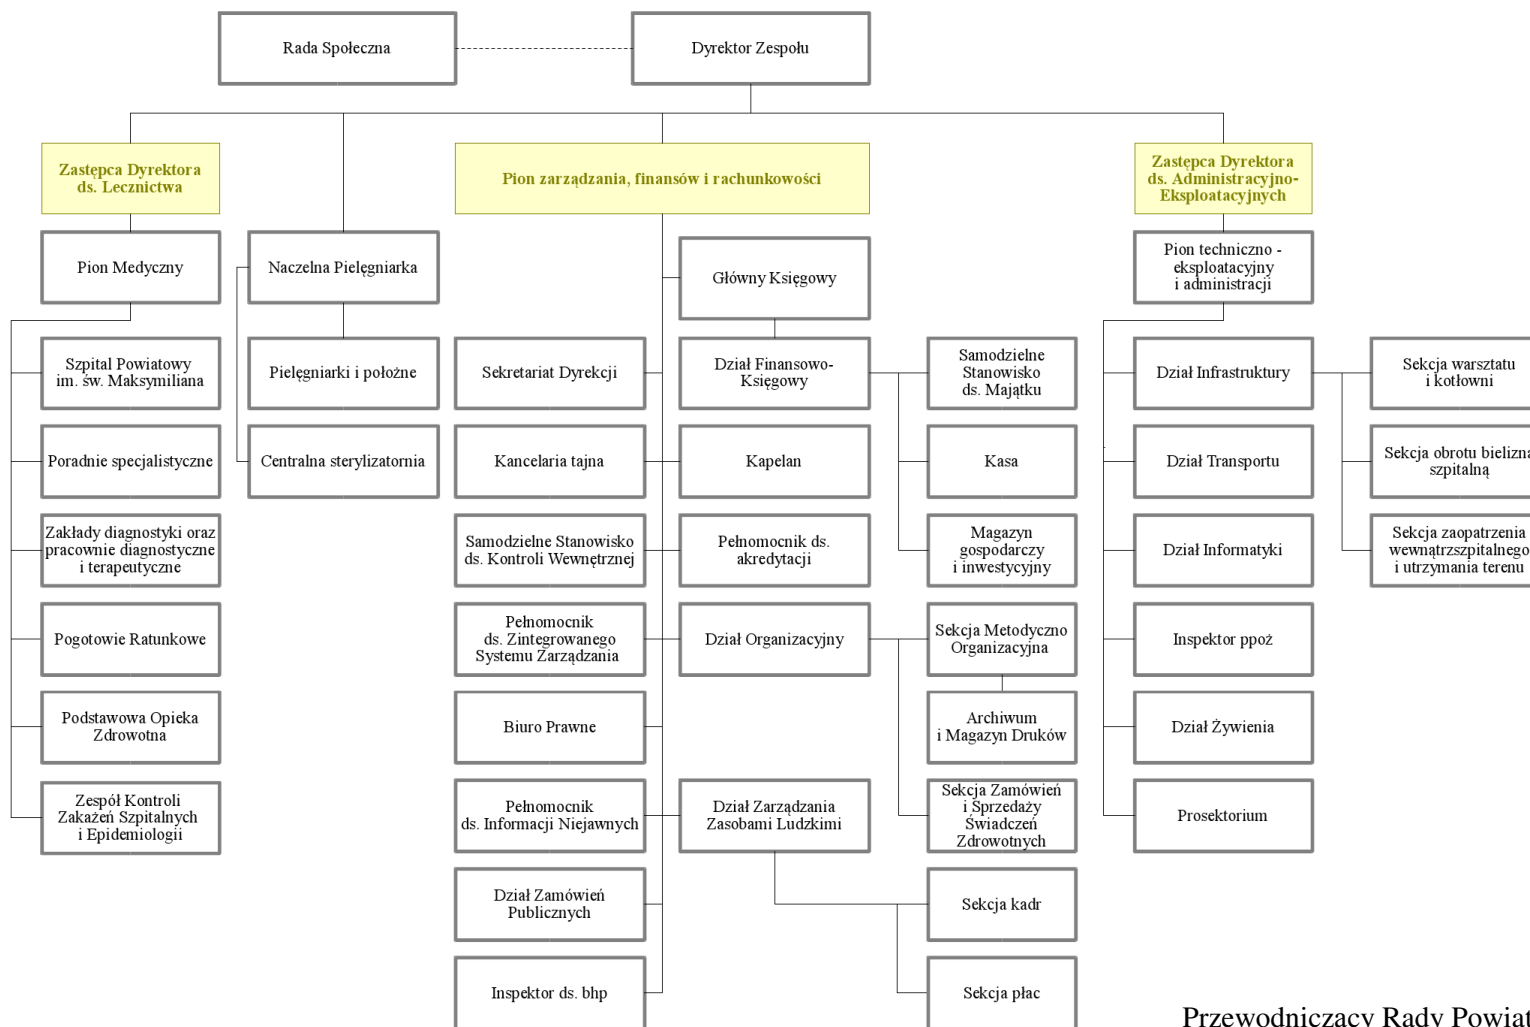 Rada Społeczna
Dyrektor Zespołu
Zastępca Dyrektora
ds. Lecznictwa
Pion zarządzania, finansów i rachunkowości
Zastępca Dyrektora
ds. Administracyjno-
Eksploatacyjnych
Pion Medyczny
Naczelna Pielęgniarka
Główny Księgowy
Pion techniczno -
eksploatacyjny
i administracji
Szpital Powiatowy
im. św. Maksymiliana
Pielęgniarki i położne
Sekretariat Dyrekcji
Dział Finansowo-
Księgowy
Samodzielne
Stanowisko
ds. Majątku
Dział Infrastruktury
Sekcja warsztatu
i kotłowni
Poradnie specjalistyczne
Centralna sterylizatornia
Kancelaria tajna
Kapelan
Kasa
Dział Transportu
Sekcja obrotu bielizną
szpitalną
Zakłady diagnostyki oraz
pracownie diagnostyczne
i terapeutyczne
Samodzielne Stanowisko
ds. Kontroli Wewnętrznej
Pełnomocnik ds.
akredytacji
Magazyn
gospodarczy
i inwestycyjny
Dział Informatyki
Sekcja zaopatrzenia
wewnątrzszpitalnego
i utrzymania terenu
Pogotowie Ratunkowe
Pełnomocnik
ds. Zintegrowanego
Systemu Zarządzania
Dział Organizacyjny
Sekcja Metodyczno
Organizacyjna
Inspektor ppoż
Podstawowa Opieka
Zdrowotna
Biuro Prawne
Archiwum
i Magazyn Druków
Dział Żywienia
Zespół Kontroli
Zakażeń Szpitalnych
i Epidemiologii
Pełnomocnik
ds. Informacji Niejawnych
Dział Zarządzania
Zasobami Ludzkimi
Sekcja Zamówień
i Sprzedaży
Świadczeń
Zdrowotnych
Prosektorium
Dział Zamówień
Publicznych
Sekcja kadr
Inspektor ds. bhp
Sekcja płac
Przewodniczący Rady Powiat